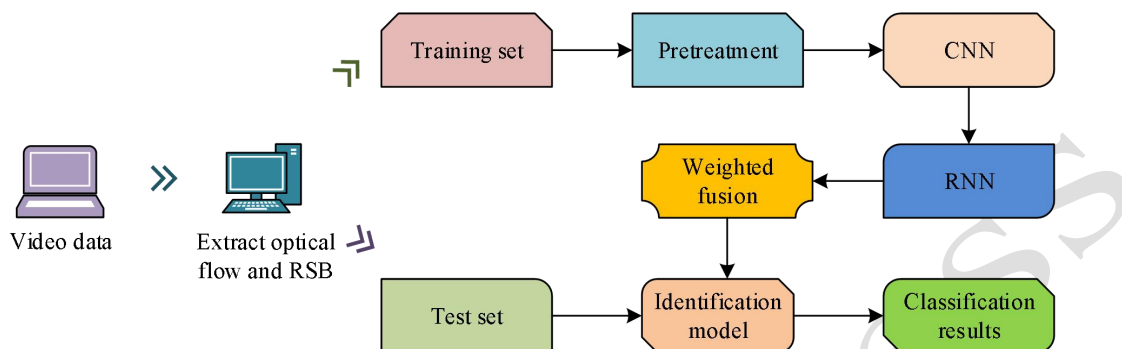 Training set
Pretreatment
CNN
Video data
Extract optical
flow and RSB
Weighted
fusion
RNN
Test set
Identification
model
Classification
results